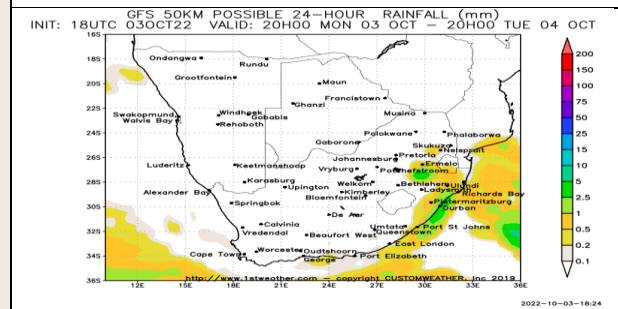 GFS 50KM POSSIBLE 24-HOUR RAINFALL (mm)
INIT: 18UTC 03OCT22 VALID: 20H00 MON 03 OCT - 20H00 TUE 04 OCT
16S
18S
20S
22S
24S
26S
28S
30S
32S
34S
36S
Ondangwa
Rundu
Grootfontein
Maun
Ghanzi
Francistown
Musina
Swakopmund
Walvis Bay
Windhoek
Gobabis
Rehoboth
Polokwane
Phalaborwa
Gaborone
Skukuza
Nelspruit
Johannesburg
Pretoria
Ermelo
Luderitz
Keetmanshoop
Vryburg
Potchefstroom
Karasburg
Upington
Welkom
Kimberley
Bethlehem
Ulundi
Ladysmith
Richards Bay
Alexander Bay
Springbok
Bloemfontein
Pietermaritzburg
Durban
De Aar
Calvinia
Vredendal
Beaufort West
Umtata
Queenstown
Port St Johns
East London
Cape Town
Worcester
Oudtshoorn
George
Port Elizabeth
http://www.1stweather.com - copyright CUSTOMWEATHER, Inc 2019
12E
15E
18E
21E
24E
27E
30E
33E
36E
200
150
100
75
50
25
15
10
5
2.5
1
0.5
0.2
0.1
2022-10-03-18:24